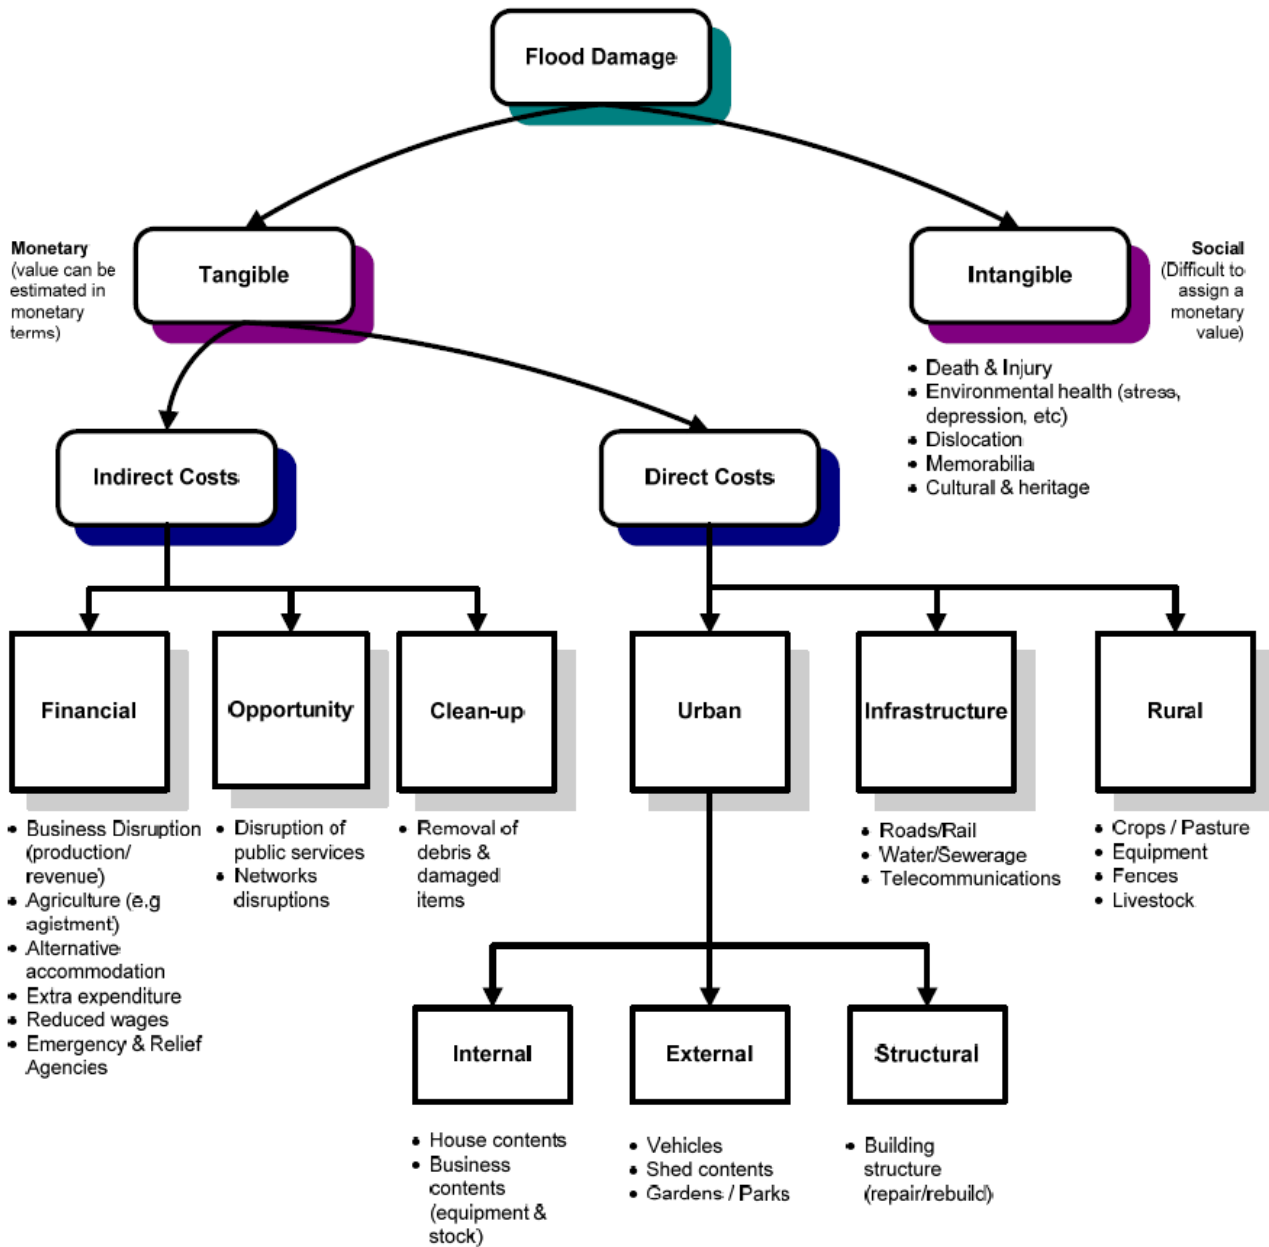 Flood Damage
Monetary
(value can be
estimated in
monetary
terms)
Tangible
Intangible
Social
(Difficult to
assign a
monetary
value)
• Death & Injury
• Environmental health (stress,
depression, etc)
• Dislocation
• Memorabilia
• Cultural & heritage
Indirect Costs
Direct Costs
Financial
Opportunity
Clean-up
Urban
Infrastructure
Rural
• Business Disruption
(production/
revenue)
• Agriculture (e.g
agistment)
• Alternative
accommodation
• Extra expenditure
• Reduced wages
• Emergency & Relief
Agencies
• Disruption of
public services
• Networks
disruptions
• Removal of
debris &
damaged
items
• Roads/Rail
• Water/Sewerage
• Telecommunications
• Crops / Pasture
• Equipment
• Fences
• Livestock
Internal
External
Structural
• House contents
• Business
contents
(equipment &
stock)
• Vehicles
• Shed contents
• Gardens / Parks
• Building
structure
(repair/rebuild)